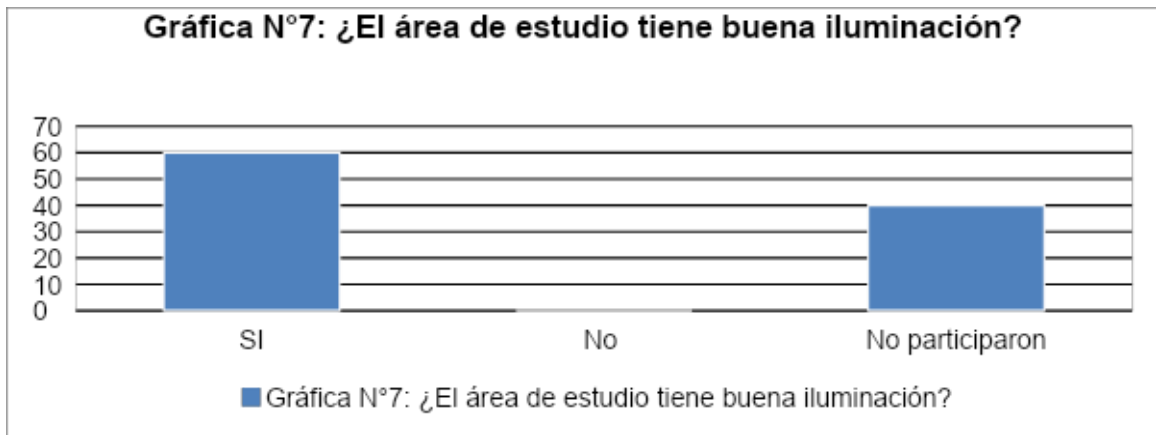 Gráfica N°7: ¿El área de estudio tiene buena iluminación?
70
60
50
40
30
20
10
0
SI No No participaron
Gráfica N°7: ¿El área de estudio tiene buena iluminación?